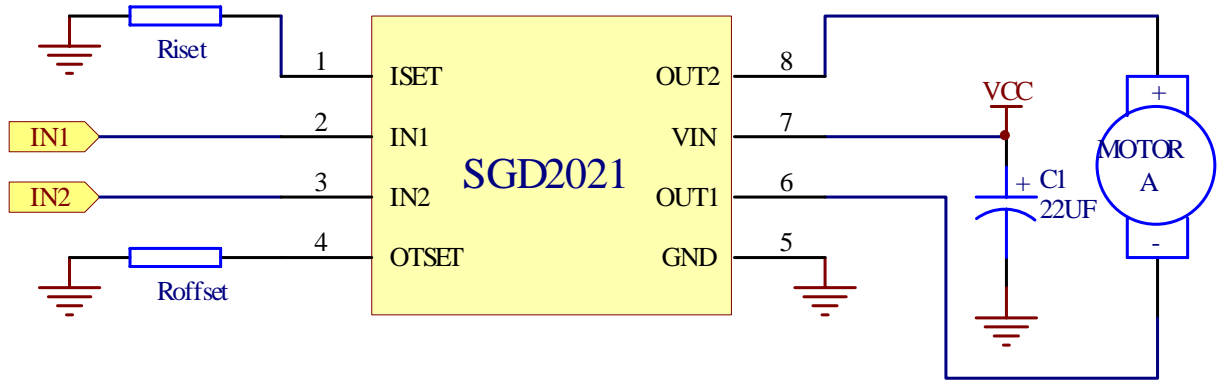 Riset
1
ISET
OUT2
8
VCC
+
IN1
2
IN1
VIN
7
SGD2021
MOTOR
A
IN2
3
IN2
OUT1
6
+ C1
22UF
4
OTSET
GND
5
-
Roffset